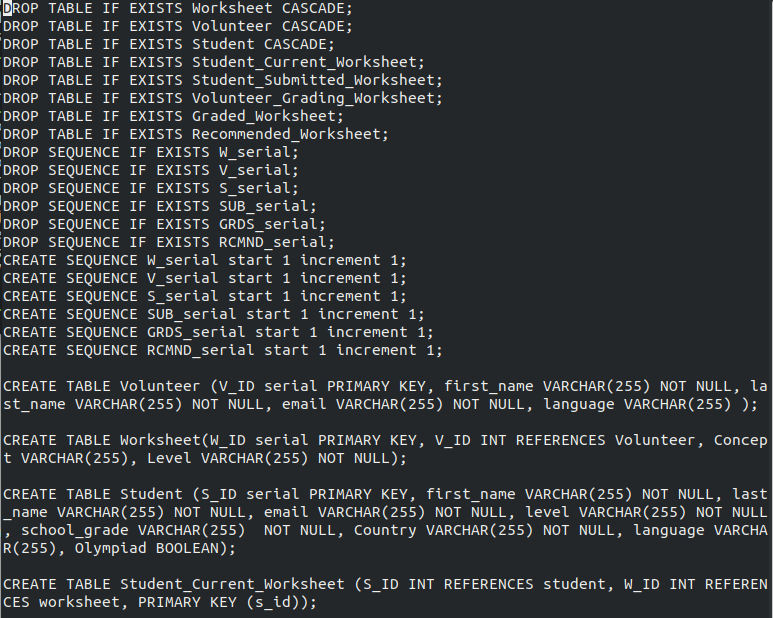 DROP TABLE IF EXISTS Worksheet CASCADE;
DROP TABLE IF EXISTS Volunteer CASCADE;
DROP TABLE IF EXISTS Student CASCADE;
DROP TABLE IF EXISTS Student_Current_Worksheet;
DROP TABLE IF EXISTS Student_Submitted_Worksheet;
DROP TABLE IF EXISTS Volunteer_Grading_Worksheet;
DROP TABLE IF EXISTS Graded_Worksheet;
DROP TABLE IF EXISTS Recommended_Worksheet;
DROP SEQUENCE IF EXISTS W_serial;
DROP SEQUENCE IF EXISTS V_serial;
DROP SEQUENCE IF EXISTS S_serial;
DROP SEQUENCE IF EXISTS SUB_serial;
DROP SEQUENCE IF EXISTS GRDS_serial;
DROP SEQUENCE IF EXISTS RCMND_serial;
CREATE SEQUENCE W_serial start 1 increment 1;
CREATE SEQUENCE V_serial start 1 increment 1;
CREATE SEQUENCE S_serial start 1 increment 1;
CREATE SEQUENCE SUB_serial start 1 increment 1;
CREATE SEQUENCE GRDS_serial start 1 increment 1;
CREATE SEQUENCE RCMND_serial start 1 increment 1;
CREATE TABLE Volunteer (V_ID serial PRIMARY KEY, first_name VARCHAR(255) NOT NULL, la
st_name VARCHAR(255) NOT NULL, email VARCHAR(255) NOT NULL, language VARCHAR(255) );
CREATE TABLE Worksheet(W_ID serial PRIMARY KEY, V_ID INT REFERENCES Volunteer, Concep
t VARCHAR(255), Level VARCHAR(255) NOT NULL);
CREATE TABLE Student (S_ID serial PRIMARY KEY, first_name VARCHAR(255) NOT NULL, last
_name VARCHAR(255) NOT NULL, email VARCHAR(255) NOT NULL, level VARCHAR(255) NOT NULL
, school_grade VARCHAR(255)  NOT NULL, Country VARCHAR(255) NOT NULL, language VARCHA
R(255), Olympiad BOOLEAN);
CREATE TABLE Student_Current_Worksheet (S_ID INT REFERENCES student, W_ID INT REFEREN
CES worksheet, PRIMARY KEY (s_id));